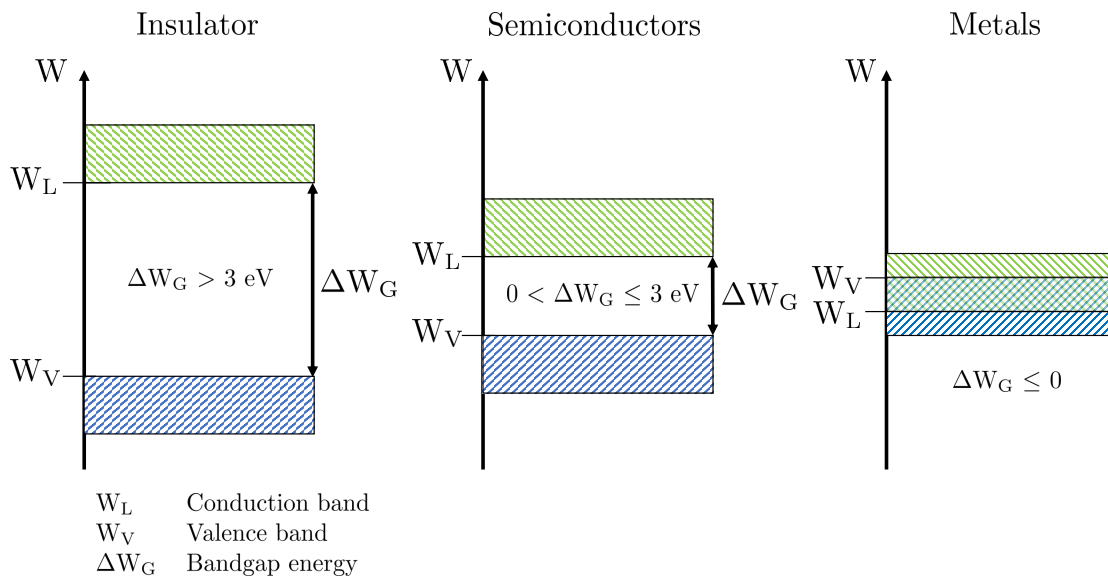 Insulator
W
W_L
ΔW_G > 3 eV
ΔW_G
W_V
Semiconductors
W
W_L
0 < ΔW_G ≤ 3 eV
ΔW_G
W_V
Metals
W
W_V
W_L
ΔW_G ≤ 0
W_L Conduction band
W_V Valence band
ΔW_G Bandgap energy